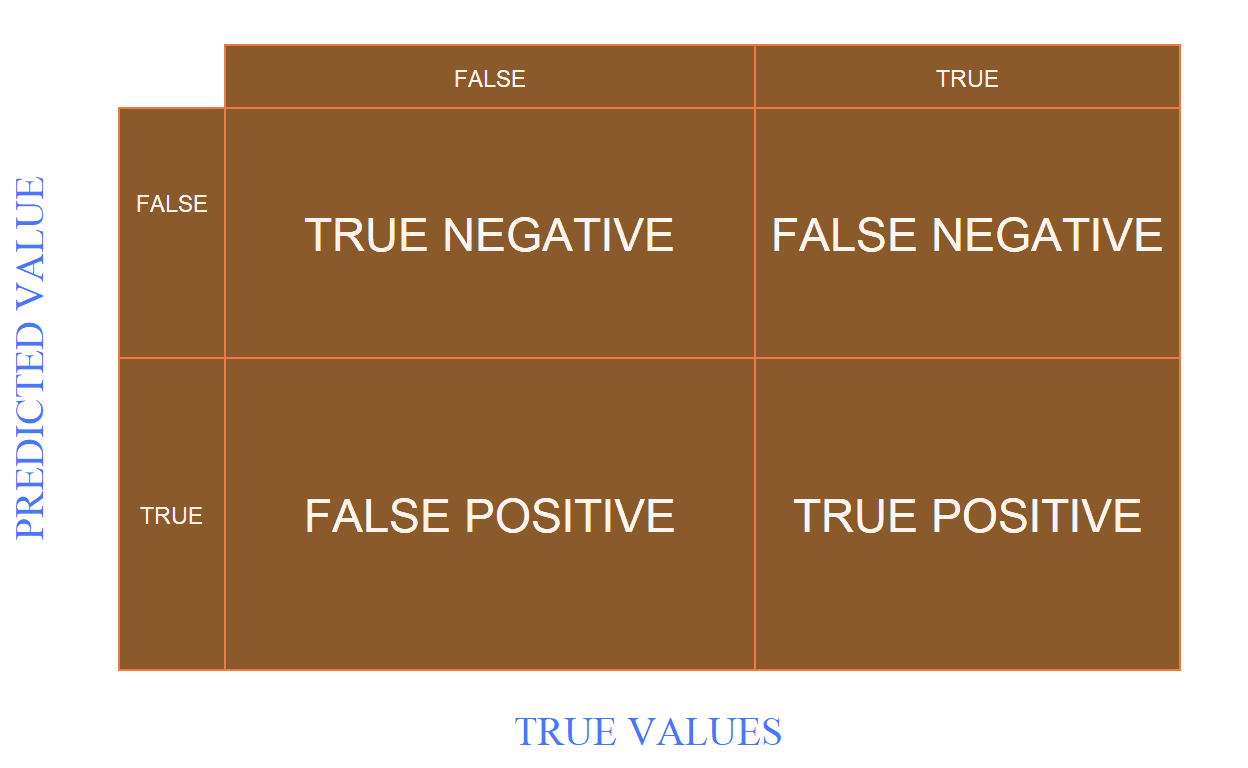 FALSE
TRUE
FALSE
TRUE NEGATIVE
FALSE NEGATIVE
PREDICTED VALUE
TRUE
FALSE POSITIVE
TRUE POSITIVE
TRUE VALUES